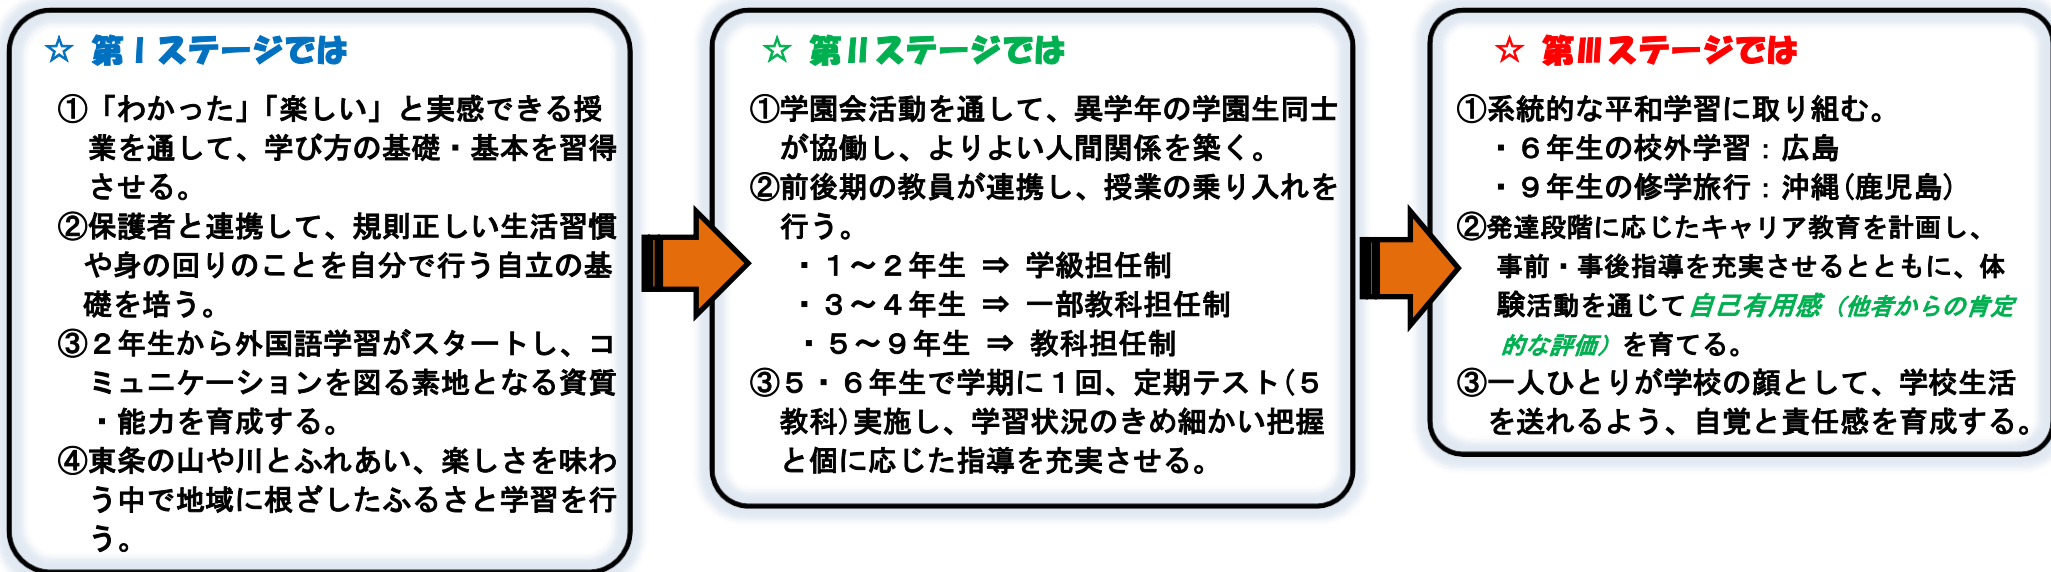 ☆ 第Ⅰステージでは
①「わかった」「楽しい」と実感できる授
業を通して、学び方の基礎・基本を習得
させる。
②保護者と連携して、規則正しい生活習慣
や身の回りのことを自分で行う自立の基
礎を培う。
③２年生から外国語学習がスタートし、コ
ミュニケーションを図る素地となる資質
・能力を育成する。
④東条の山や川とふれあい、楽しさを味わ
う中で地域に根ざしたふるさと学習を行
う。
☆ 第Ⅱステージでは
①学園会活動を通して、異学年の学園生同士
が協働し、よりよい人間関係を築く。
②前後期の教員が連携し、授業の乗り入れを
行う。
・１～２年生 ⇒ 学級担任制
・３～４年生 ⇒ 一部教科担任制
・５～９年生 ⇒ 教科担任制
③５・６年生で学期に１回、定期テスト(５
教科)実施し、学習状況のきめ細かい把握
と個に応じた指導を充実させる。
☆ 第Ⅲステージでは
①系統的な平和学習に取り組む。
・６年生の校外学習：広島
・９年生の修学旅行：沖縄(鹿児島)
②発達段階に応じたキャリア教育を計画し、
事前・事後指導を充実させるとともに、体
験活動を通じて自己有用感（他者からの肯定
的な評価）を育てる。
③一人ひとりが学校の顔として、学校生活
を送れるよう、自覚と責任感を育成する。